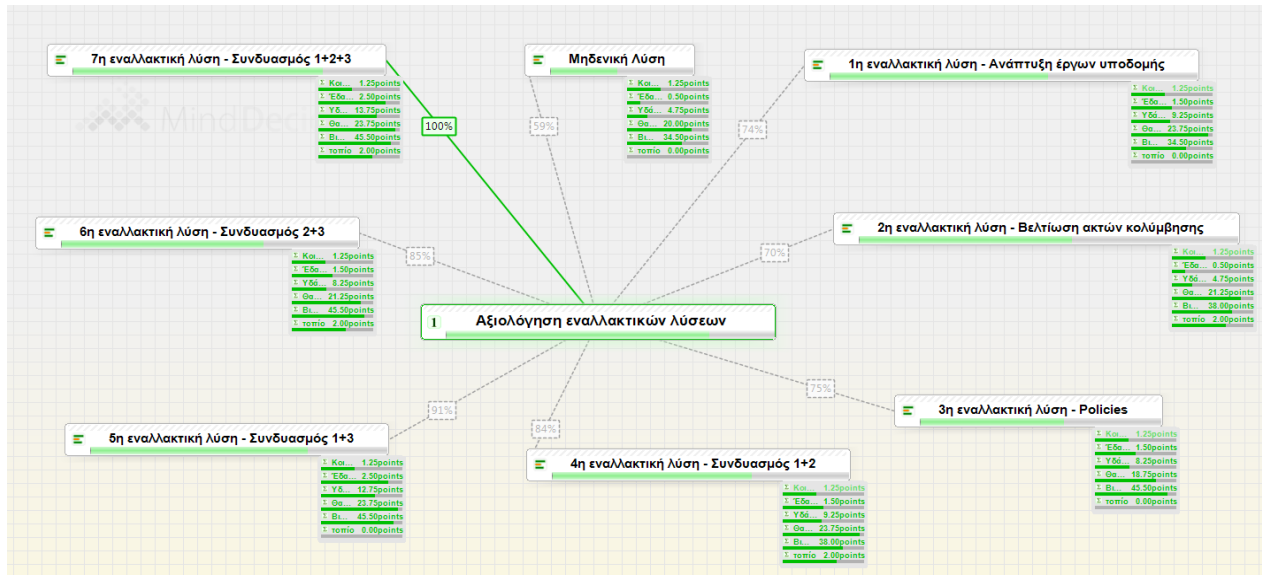 7η εναλλακτική λύση - Συνδυασμός 1+2+3
Σ Κοι... 1.25points
Σ Έδα... 2.50points
Σ Υδ... 13.75points
Σ Θα... 23.75points
Σ Βι... 45.50points
Σ τοπίο 2.00points
100%
Μηδενική Λύση
Σ Κοι... 1.25points
Σ Έδα... 0.50points
Σ Υδά... 4.75points
Σ Θα... 20.00points
Σ Βι... 34.50points
Σ τοπίο 0.00points
59%
1η εναλλακτική λύση - Ανάπτυξη έργων υποδομής
Σ Κοι... 1.25points
Σ Έδα... 1.50points
Σ Υδά... 9.25points
Σ Θα... 23.75points
Σ Βι... 34.50points
Σ τοπίο 0.00points
74%
6η εναλλακτική λύση - Συνδυασμός 2+3
Σ Κοι... 1.25points
Σ Έδα... 1.50points
Σ Υδά... 8.25points
Σ Θα... 21.25points
Σ Βι... 45.50points
Σ τοπίο 2.00points
85%
2η εναλλακτική λύση - Βελτίωση ακτών κολύμβησης
Σ Κοι... 1.25points
Σ Έδα... 0.50points
Σ Υδά... 4.75points
Σ Θα... 21.25points
Σ Βι... 38.00points
Σ τοπίο 2.00points
70%
1 Αξιολόγηση εναλλακτικών λύσεων
5η εναλλακτική λύση - Συνδυασμός 1+3
Σ Κοι... 1.25points
Σ Έδα... 2.50points
Σ Υδ... 12.75points
Σ Θα... 23.75points
Σ Βι... 45.50points
Σ τοπίο 0.00points
91%
4η εναλλακτική λύση - Συνδυασμός 1+2
Σ Κοι... 1.25points
Σ Έδα... 1.50points
Σ Υδά... 9.25points
Σ Θα... 23.75points
Σ Βι... 38.00points
Σ τοπίο 2.00points
84%
3η εναλλακτική λύση - Policies
Σ Κοι... 1.25points
Σ Έδα... 1.50points
Σ Υδά... 8.25points
Σ Θα... 18.75points
Σ Βι... 45.50points
Σ τοπίο 0.00points
75%